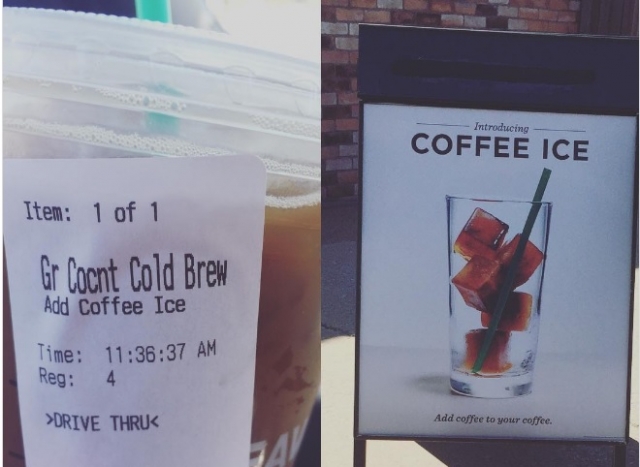 Item: 1 of 1
Gr Cocnt Cold Brew
Add Coffee Ice
Time: 11:36:37 AM
Reg: 4
>DRIVE THRU<
Introducing
COFFEE ICE
Add coffee to your coffee.